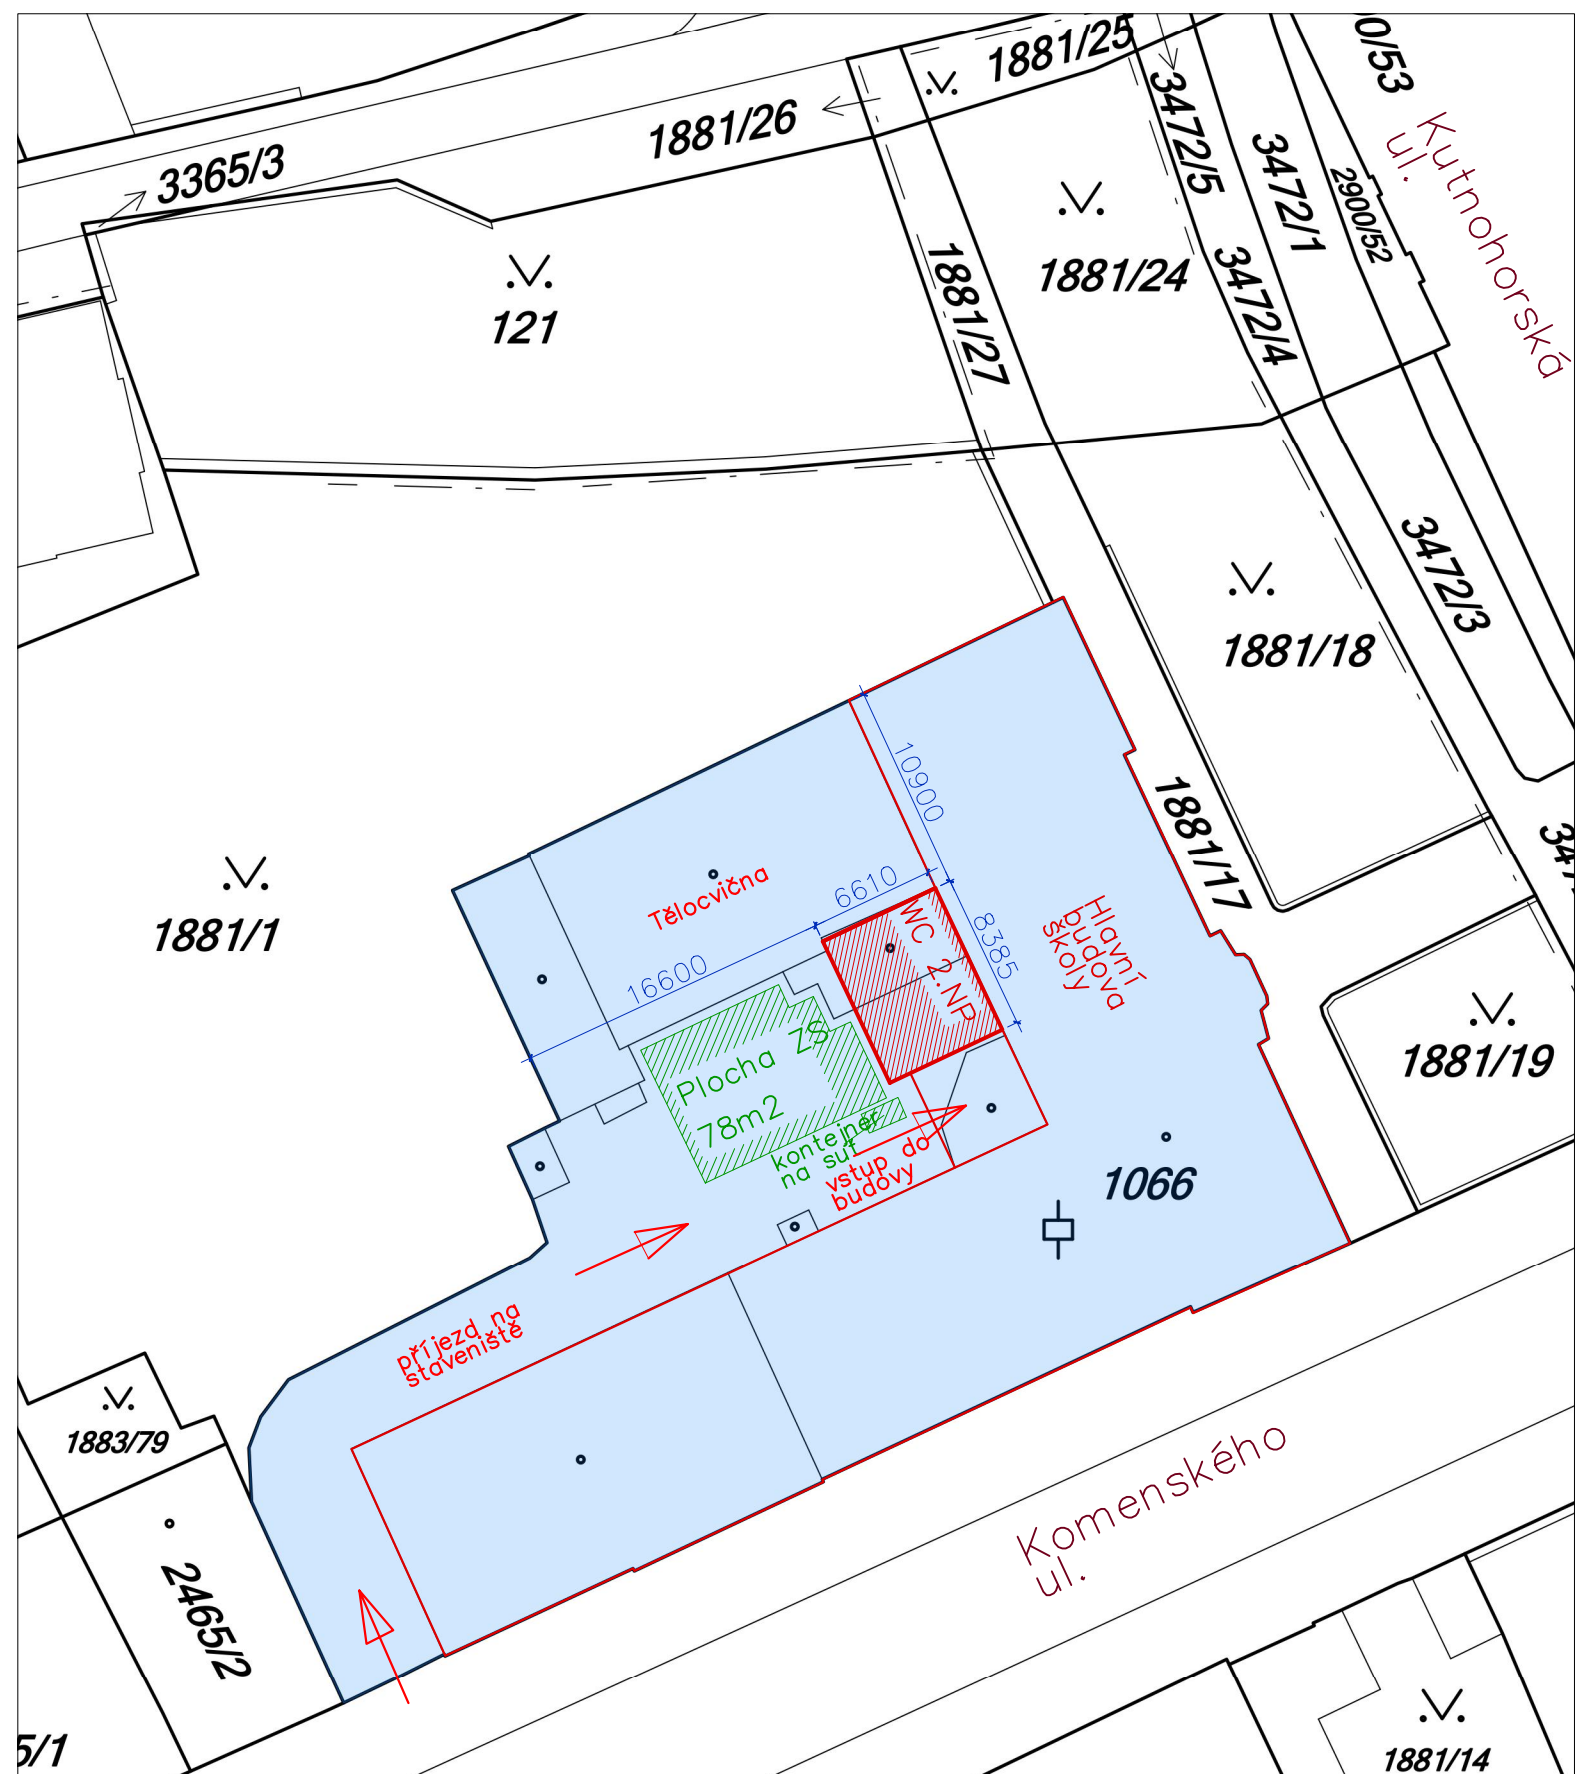 1881/25
00/53
1881/26
3472/5
3365/3
3472/1
2900/52
Kutnohorská
ul.
1881/24
1881/27
3472/4
121
3472/3
1881/18
10900
1881/17
6610
Tělocvična
8385
WC 2.NP
Hlavní
budova
školy
1881/1
16600
Plocha ZS
78m2
1881/19
kontejnér
na suť
vstup do
budovy
1066
příjezd na
staveniště
1883/79
Komenského
ul.
2465/2
5/1
1881/14